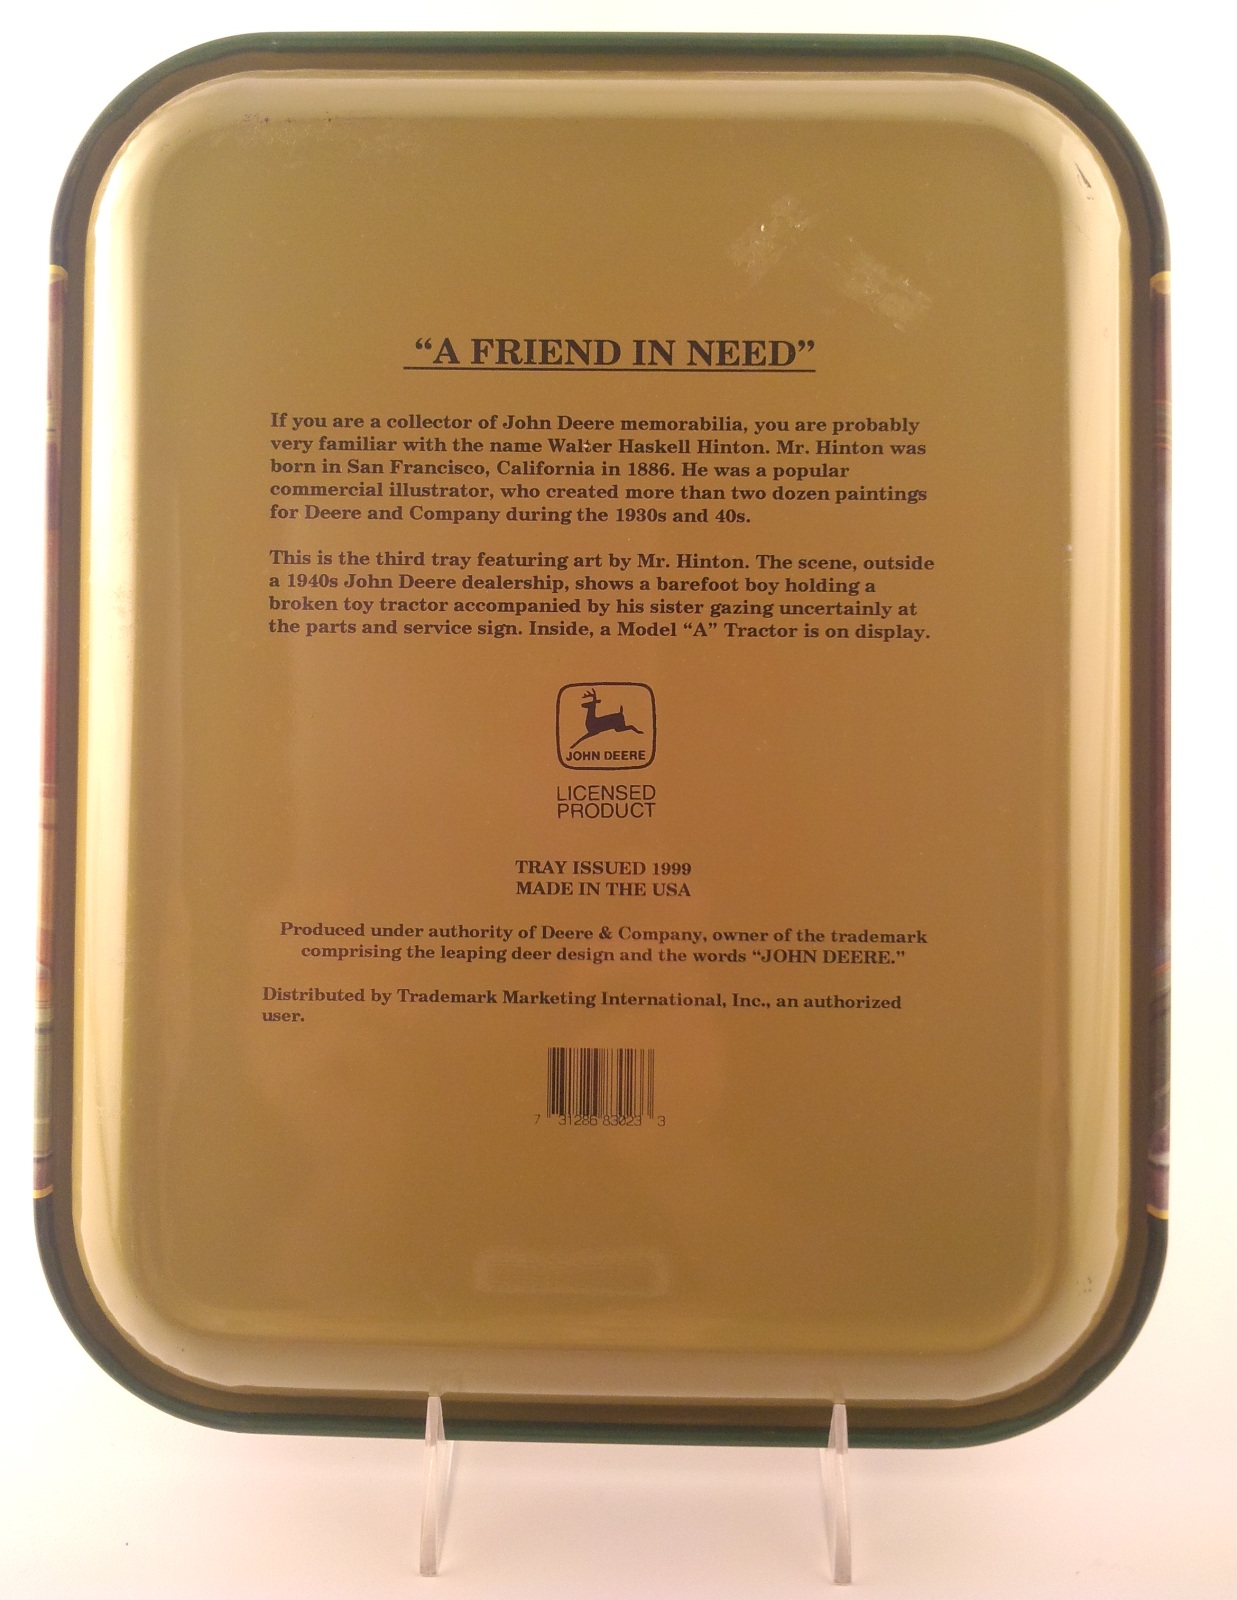 “A FRIEND IN NEED”
If you are a collector of John Deere memorabilia, you are probably
very familiar with the name Walter Haskell Hinton. Mr. Hinton was
born in San Francisco, California in 1886. He was a popular
commercial illustrator, who created more than two dozen paintings
for Deere and Company during the 1930s and 40s.
This is the third tray featuring art by Mr. Hinton. The scene, outside
a 1940s John Deere dealership, shows a barefoot boy holding a
broken toy tractor accompanied by his sister gazing uncertainly at
the parts and service sign. Inside, a Model “A” Tractor is on display.
JOHN DEERE
LICENSED
PRODUCT
TRAY ISSUED 1999
MADE IN THE USA
Produced under authority of Deere & Company, owner of the trademark
comprising the leaping deer design and the words “JOHN DEERE.”
Distributed by Trademark Marketing International, Inc., an authorized
user.
7 31286 83023 3